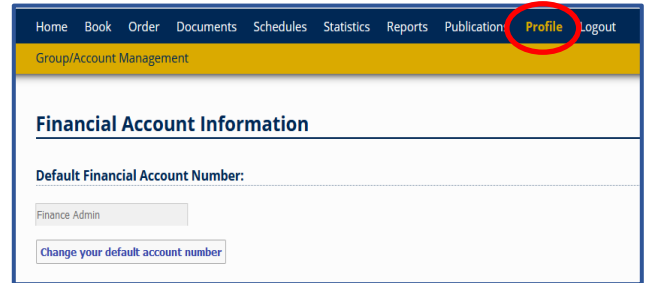 Home Book Order Documents Schedules Statistics Reports Publications Profile Logout
Group/Account Management
Financial Account Information
Default Financial Account Number:
Finance Admin
Change your default account number